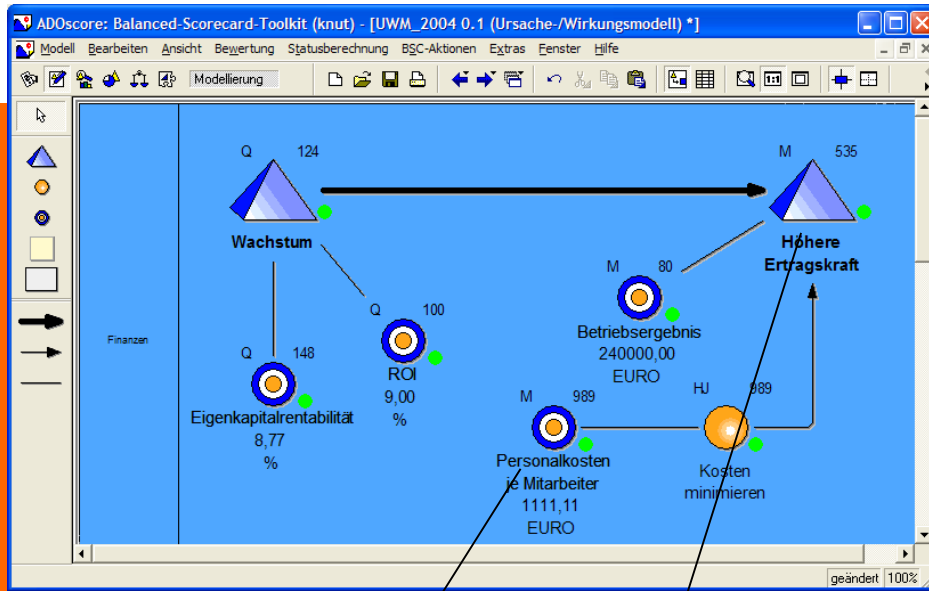 ADOscore: Balanced-Scorecard-Toolkit (knut) - [UWM_2004 0.1 (Ursache-/Wirkungsmodell) *]
Modell Bearbeiten Ansicht Bewertung Statusberechnung BSC-Aktionen Extras Fenster Hilfe
Modellierung
1:1
Q 124
M 535
Wachstum
Höhere
Ertragskraft
M 80
Q 100
Betriebsergebnis
240000,00
EURO
Finanzen
Q 148
ROI
9,00
%
Eigenkapitalrentabilität
8,77
%
M 989
HJ 989
Personalkosten
je Mitarbeiter
1111,11
EURO
Kosten
minimieren
geändert 100%